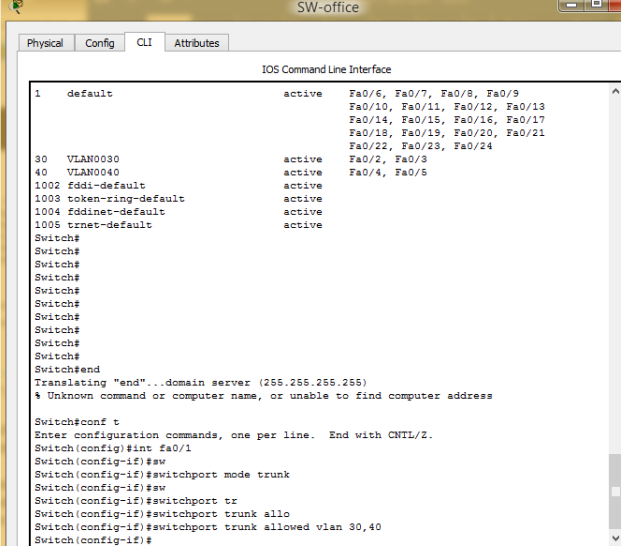 SW-office
Physical Config CLI Attributes
IOS Command Line Interface
1 default active Fa0/6, Fa0/7, Fa0/8, Fa0/9
Fa0/10, Fa0/11, Fa0/12, Fa0/13
Fa0/14, Fa0/15, Fa0/16, Fa0/17
Fa0/18, Fa0/19, Fa0/20, Fa0/21
Fa0/22, Fa0/23, Fa0/24
30 VLAN0030 active Fa0/2, Fa0/3
40 VLAN0040 active Fa0/4, Fa0/5
1002 fddi-default active
1003 token-ring-default active
1004 fddinet-default active
1005 trnet-default active
Switch#
Switch#
Switch#
Switch#
Switch#
Switch#
Switch#
Switch#
Switch#
Switch#
Switch#end
Translating "end"...domain server (255.255.255.255)
% Unknown command or computer name, or unable to find computer address
Switch#conf t
Enter configuration commands, one per line. End with CNTL/Z.
Switch(config)#int fa0/1
Switch(config-if)#sw
Switch(config-if)#switchport mode trunk
Switch(config-if)#sw
Switch(config-if)#switchport tr
Switch(config-if)#switchport trunk allo
Switch(config-if)#switchport trunk allowed vlan 30,40
Switch(config-if)#